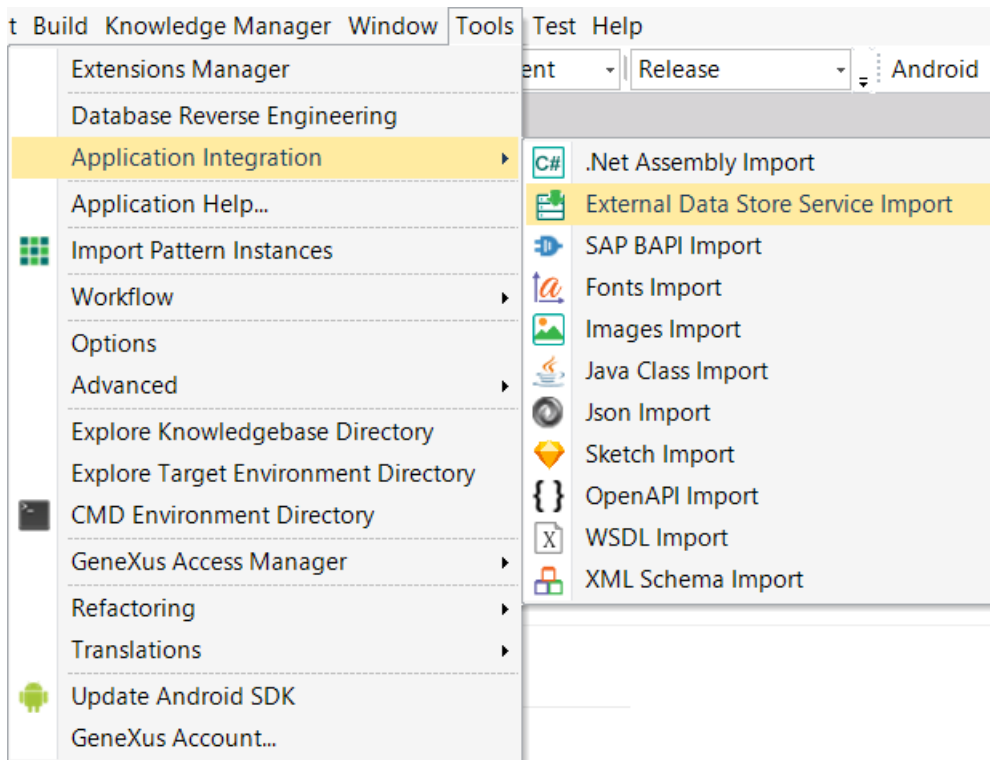 t Build Knowledge Manager Window Tools Test Help
ent Release Android
Extensions Manager
Database Reverse Engineering
Application Integration
Application Help...
Import Pattern Instances
Workflow
Options
Advanced
Explore Knowledgebase Directory
Explore Target Environment Directory
CMD Environment Directory
GeneXus Access Manager
Refactoring
Translations
Update Android SDK
GeneXus Account...
C# .Net Assembly Import
External Data Store Service Import
SAP BAPI Import
a Fonts Import
Images Import
Java Class Import
Json Import
Sketch Import
{ } OpenAPI Import
X WSDL Import
XML Schema Import